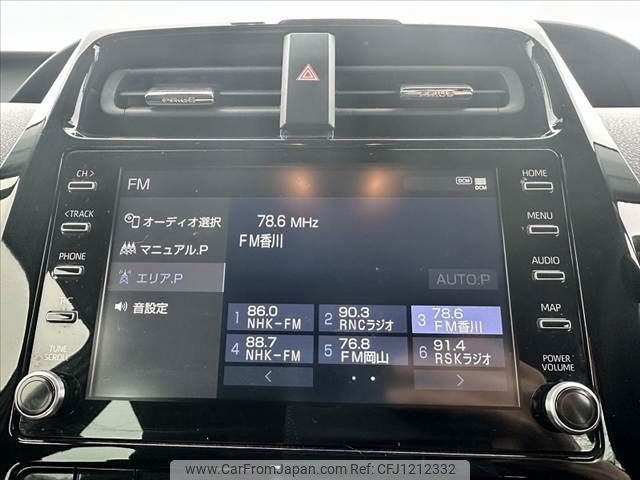 PRIUS
PRIUS
CH >
< TRACK
PHONE
TUNE
SCROLL
FM
DCM
DCM
オーディオ選択
マニュアル.P
エリア.P
音設定
78.6 MHz
FM香川
AUTO.P
1 86.0 NHK-FM
2 90.3 RNCラジオ
3 78.6 FM香川
4 88.7 NHK-FM
5 76.8 FM岡山
6 91.4 RSKラジオ
<
>
HOME
MENU
AUDIO
MAP
POWER
VOLUME
www.CarFromJapan.com - CFJ1212332